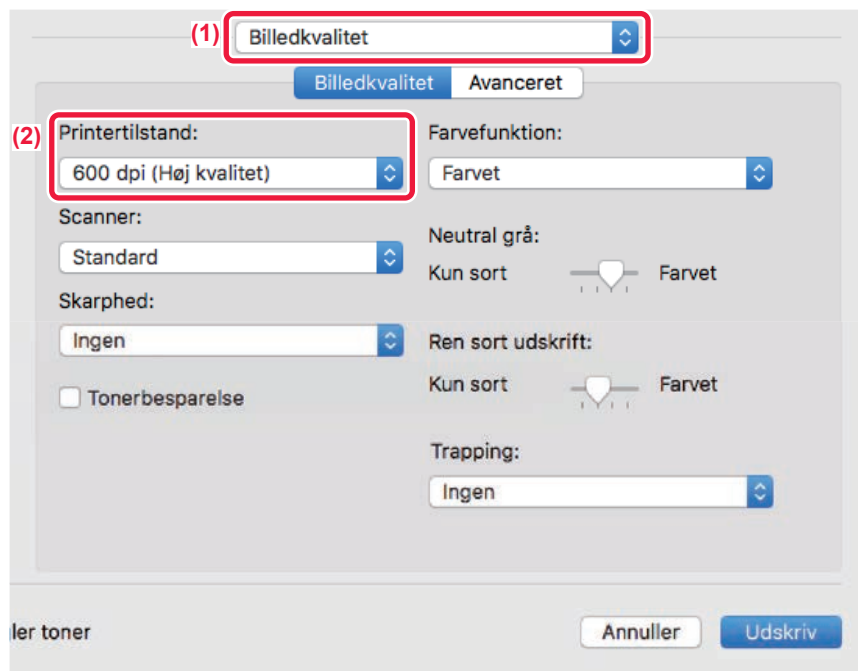 (1) Billedkvalitet
Billedkvalitet Avanceret
(2) Printertilstand:
600 dpi (Høj kvalitet)
Scanner:
Standard
Skarphed:
Ingen
Tonerbesparelse
Farvefunktion:
Farvet
Neutral grå:
Kun sort Farvet
Ren sort udskrift:
Kun sort Farvet
Trapping:
Ingen
ler toner
Annuller Udskriv